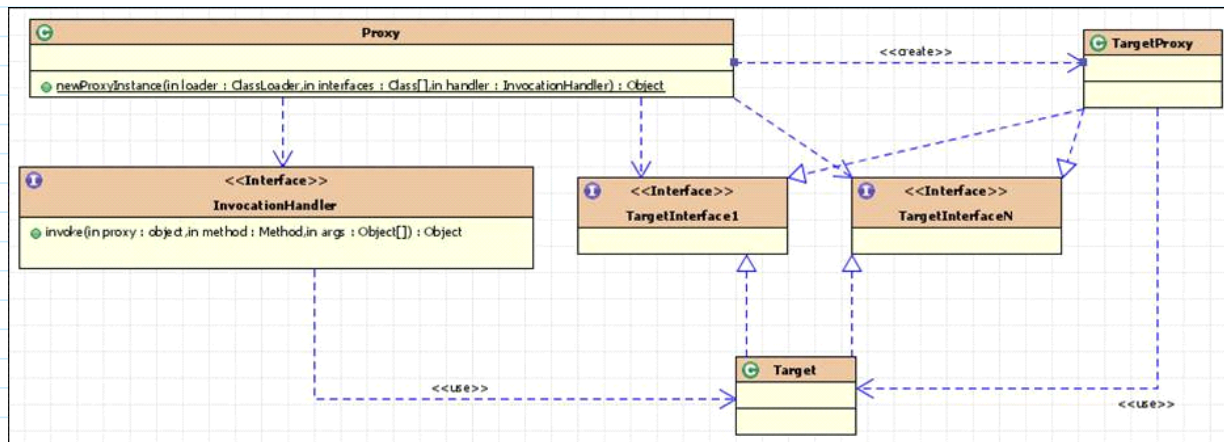 C Proxy
newProxyInstance(in loader : ClassLoader,in interfaces : Class[],in handler : InvocationHandler) : Object
<<create>>
C TargetProxy
I <<Interface>>
InvocationHandler
invoke(in proxy : object,in method : Method,in args : Object[]) : Object
I <<Interface>>
TargetInterface1
I <<Interface>>
TargetInterfaceN
C Target
<<use>>
<<use>>